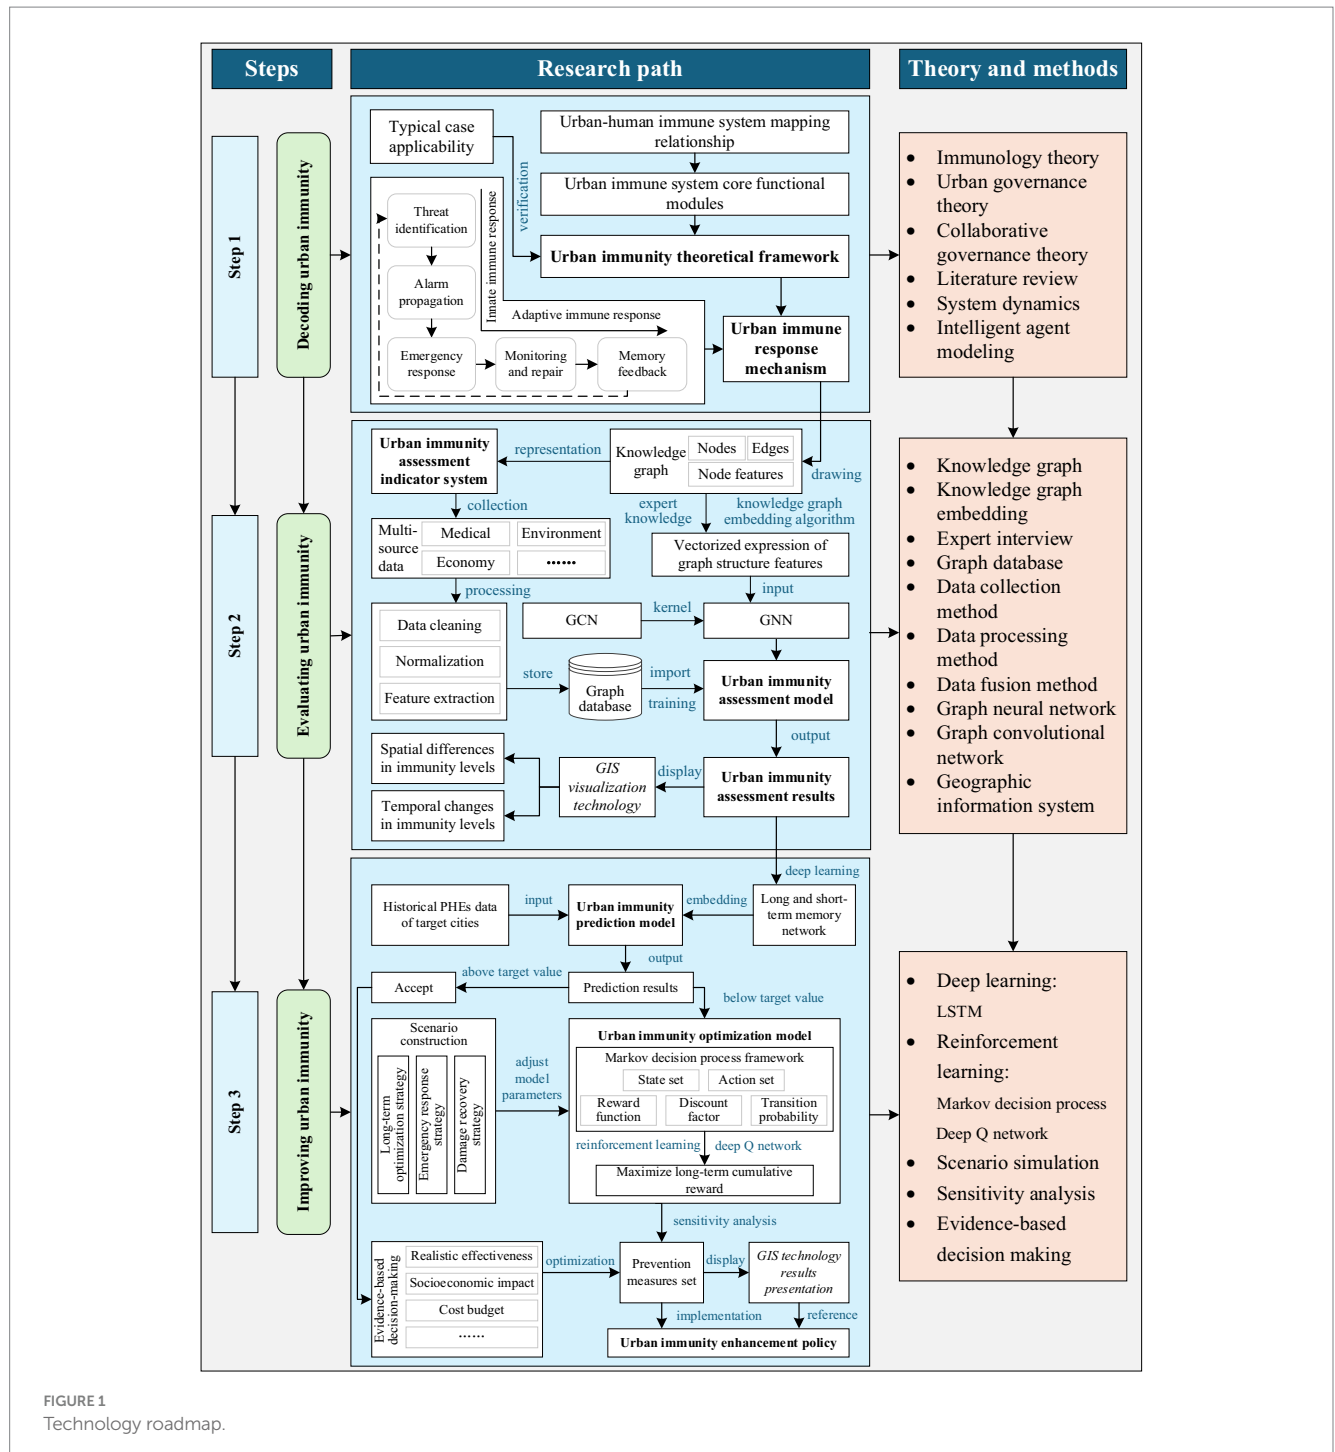 Steps
Research path
Theory and methods
Step 1
Decoding urban immunity
Typical case
applicability
Urban-human immune system mapping
relationship
verification
Urban immune system core functional
modules
Urban immunity theoretical framework
Threat
identification
Alarm
propagation
Emergency
response
Monitoring
and repair
Memory
feedback
Innate immune response
Adaptive immune response
Urban immune
response
mechanism
• Immunology theory
• Urban governance
theory
• Collaborative
governance theory
• Literature review
• System dynamics
• Intelligent agent
modeling
Step 2
Evaluating urban immunity
Urban immunity
assessment
indicator system
representation
Knowledge
graph
Nodes
Edges
Node features
drawing
collection
expert
knowledge
knowledge graph
embedding algorithm
Multi-
source
data
Medical
Environment
Economy
••••••
Vectorized expression of
graph structure features
processing
input
Data cleaning
Normalization
Feature extraction
GCN
kernel
GNN
store
Graph
database
import
training
Urban immunity
assessment model
output
Spatial differences
in immunity levels
Temporal changes
in immunity levels
GIS
visualization
technology
display
Urban immunity
assessment results
• Knowledge graph
• Knowledge graph
embedding
• Expert interview
• Graph database
• Data collection
method
• Data processing
method
• Data fusion method
• Graph neural network
• Graph convolutional
network
• Geographic
information system
Step 3
Improving urban immunity
deep learning
Historical PHEs data
of target cities
input
Urban immunity
prediction model
embedding
Long and short-
term memory
network
output
Accept
above target value
Prediction results
below target value
Scenario
construction
Long-term
optimization strategy
Emergency response
strategy
Damage recovery
strategy
adjust
model
parameters
Urban immunity optimization model
Markov decision process framework
State set
Action set
Reward
function
Discount
factor
Transition
probability
reinforcement learning
deep Q network
Maximize long-term cumulative
reward
sensitivity analysis
Evidence-based
decision-making
Realistic effectiveness
Socioeconomic impact
Cost budget
......
optimization
Prevention
measures set
display
GIS technology
results
presentation
implementation
reference
Urban immunity enhancement policy
• Deep learning:
LSTM
• Reinforcement
learning:
Markov decision process
Deep Q network
• Scenario simulation
• Sensitivity analysis
• Evidence-based
decision making
FIGURE 1
Technology roadmap.